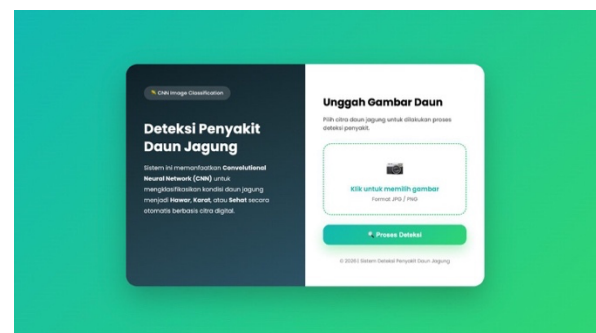 CNN Image Classification
Deteksi Penyakit
Daun Jagung
Sistem ini memanfaatkan Convolutional
Neural Network (CNN) untuk
mengklasifikasikan kondisi daun jagung
menjadi Hawar, Karat, atau Sehat secara
otomatis berbasis citra digital.
Unggah Gambar Daun
Pilih citra daun jagung untuk dilakukan proses
deteksi penyakit.
Klik untuk memilih gambar
Format JPG / PNG
Proses Deteksi
© 2026 | Sistem Deteksi Penyakit Daun Jagung